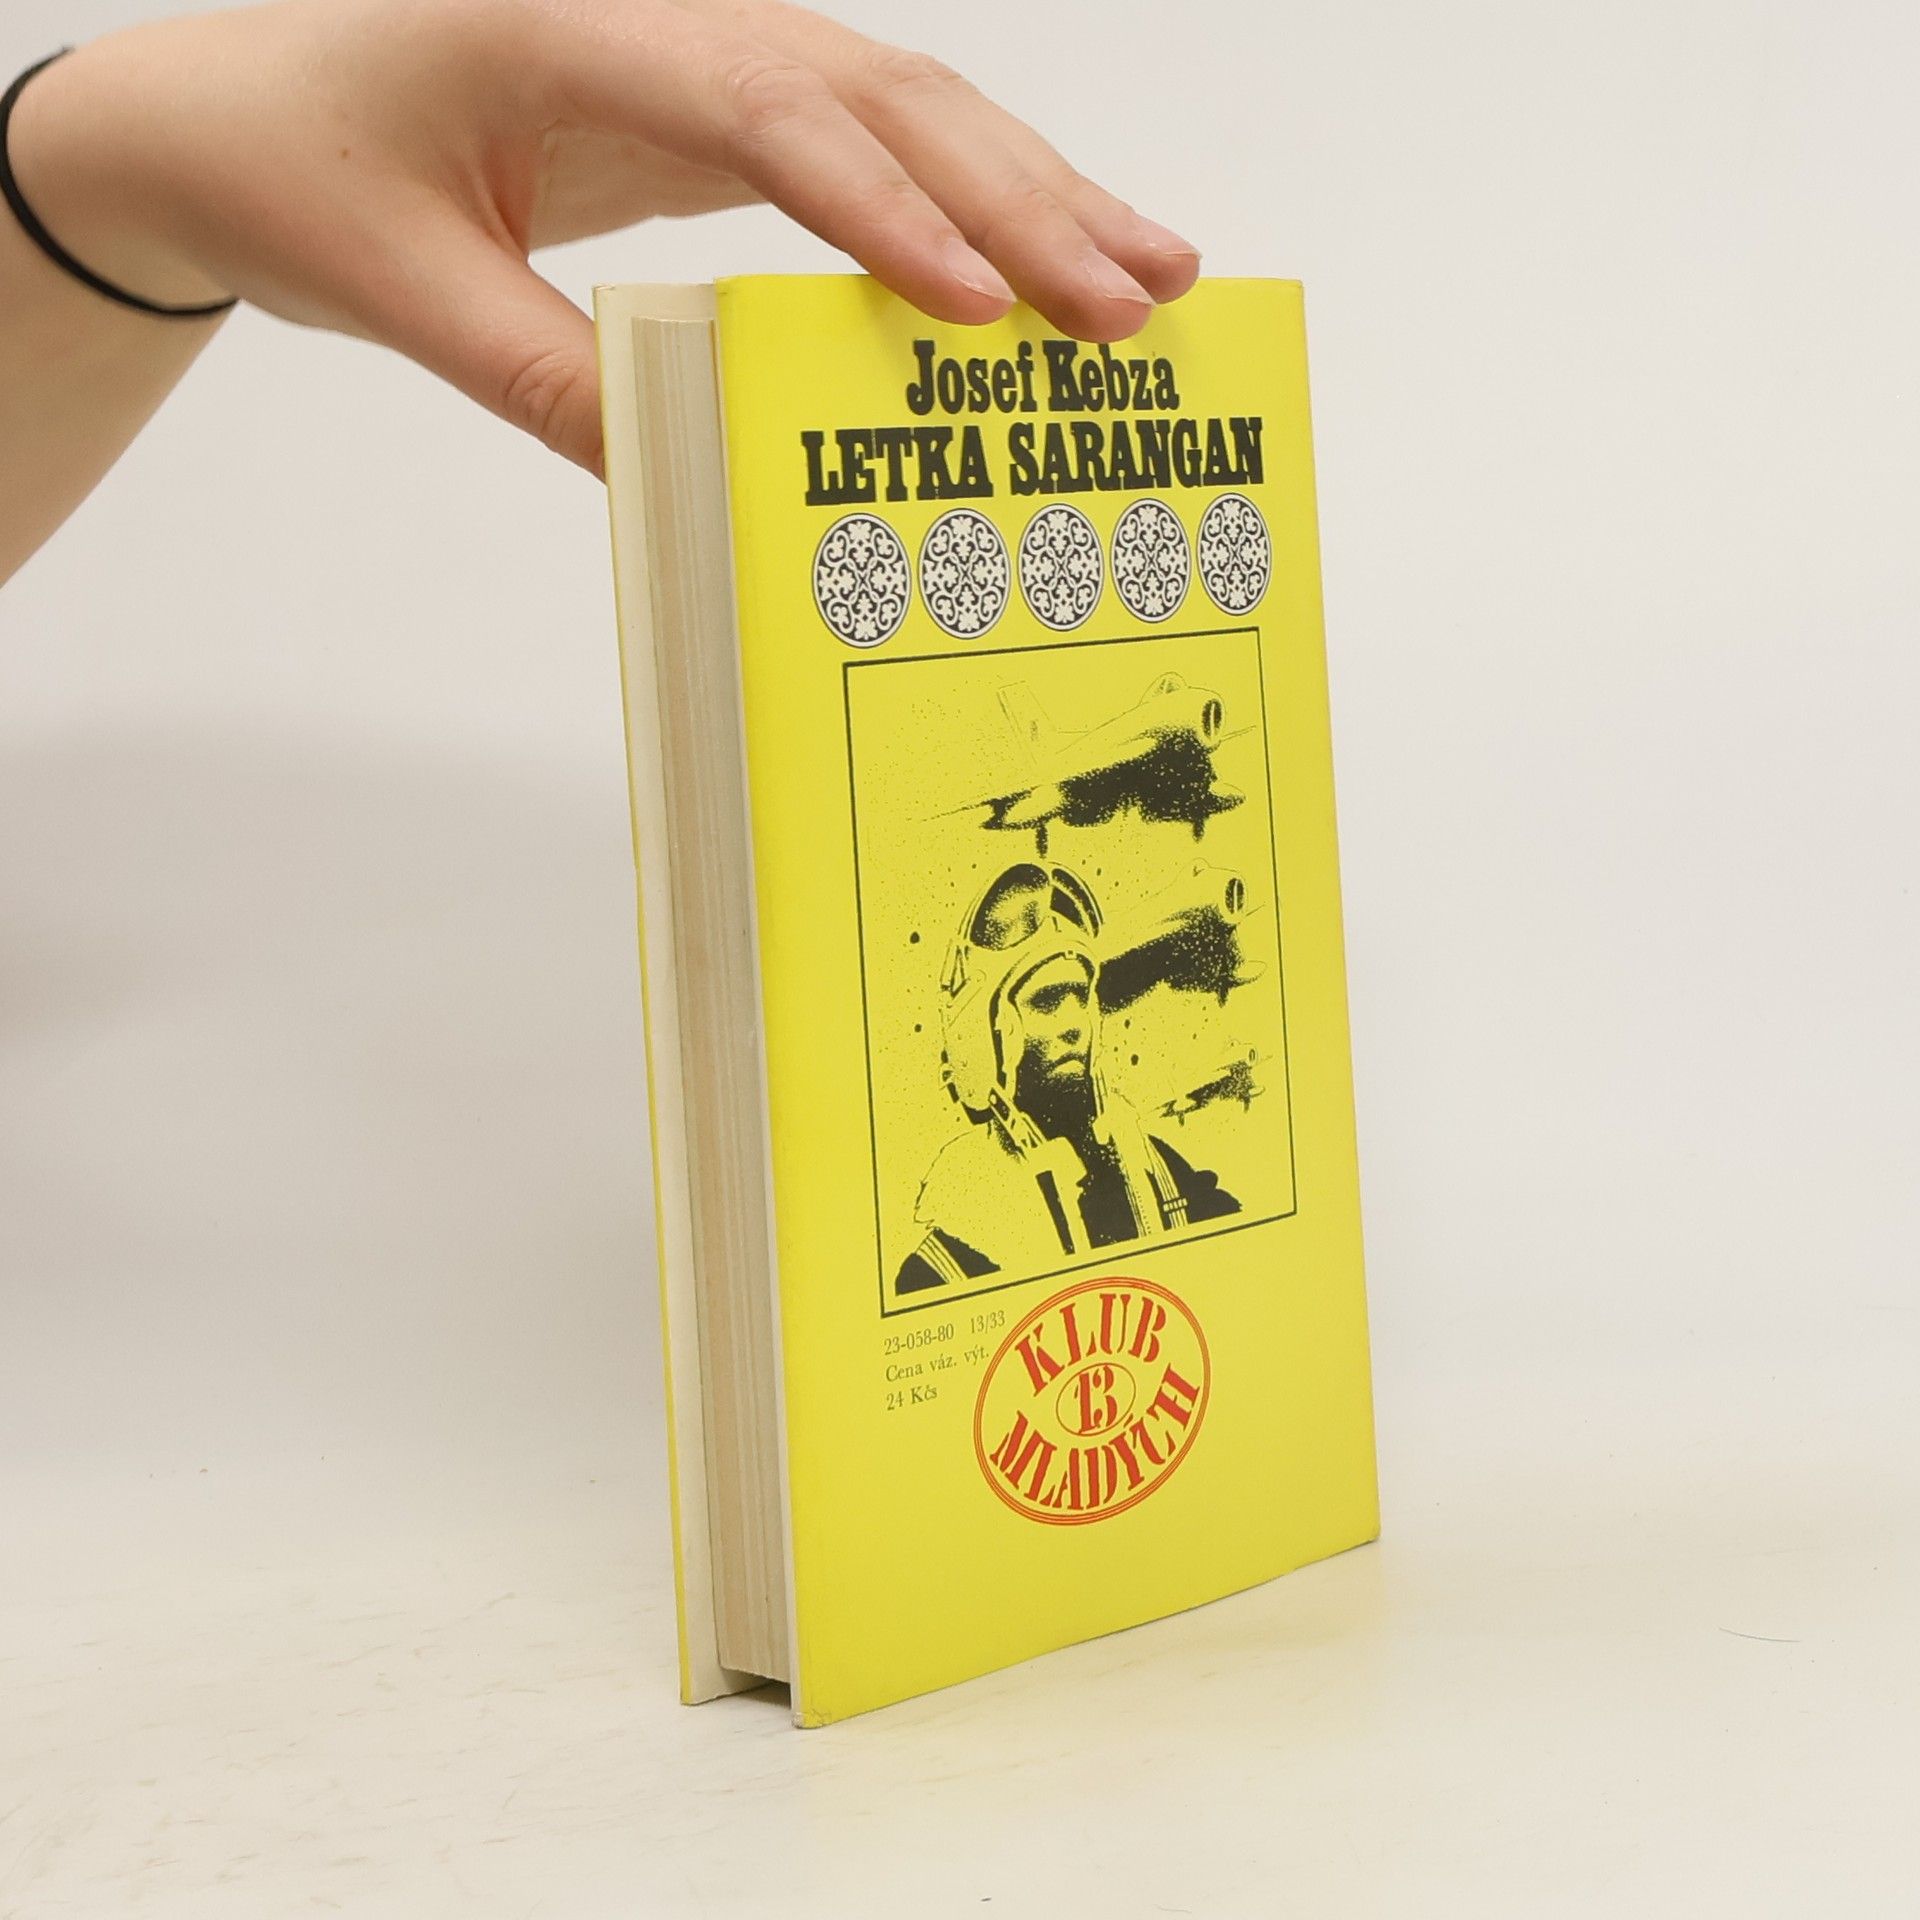 Josef Kebza
LETKA SARANGAN
23-058-80 13/33
Cena váz. výt.
24 Kčs
KLUB
13
MLADÝCH